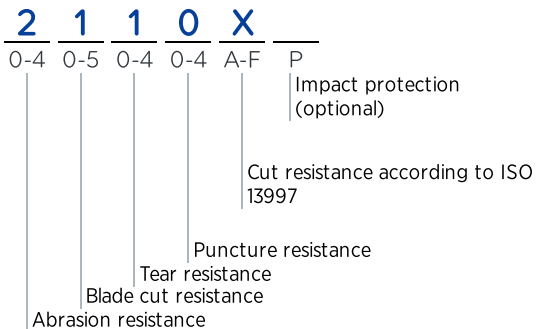 2 1 1 0 X
0-4 0-5 0-4 0-4 A-F P
Impact protection
(optional)
Cut resistance according to ISO
13997
Puncture resistance
Tear resistance
Blade cut resistance
Abrasion resistance